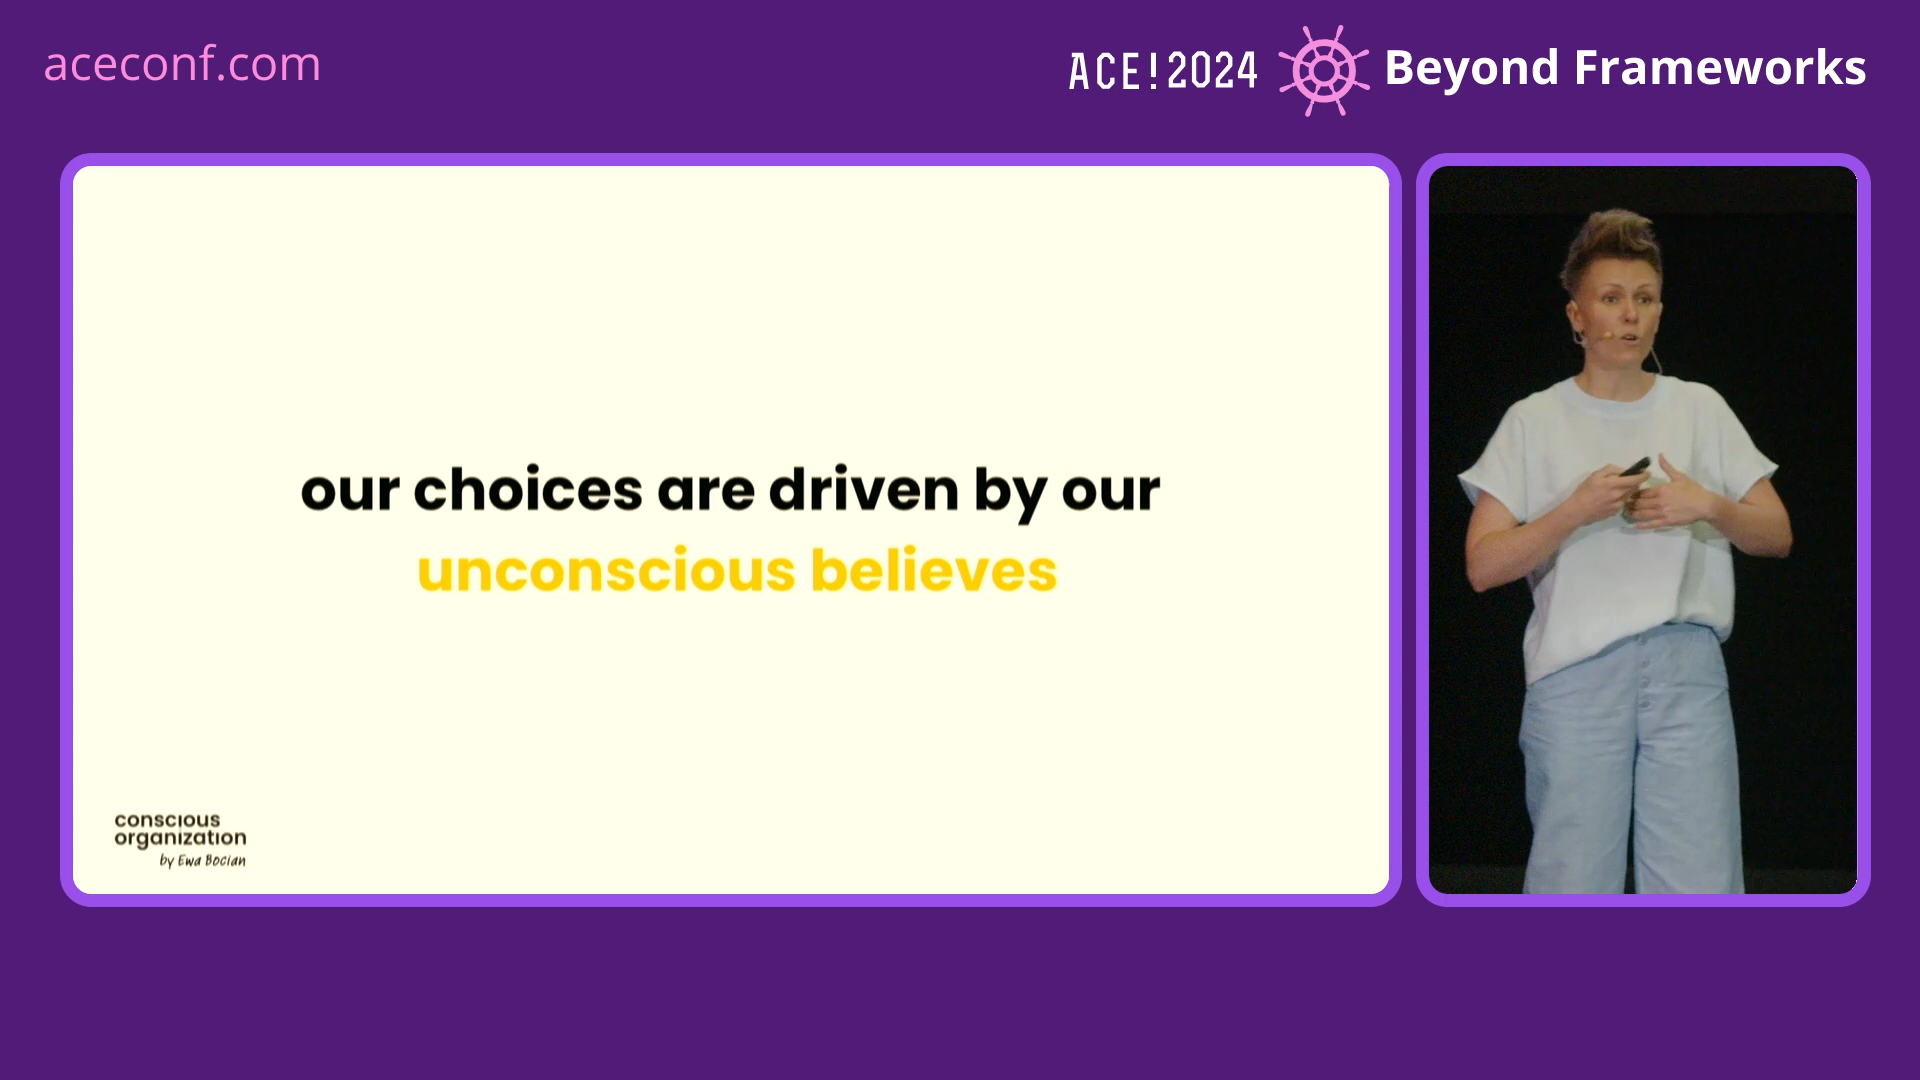 aceconf.com
ACE!2024 Beyond Frameworks
our choices are driven by our
unconscious believes
conscious
organization
by Ewa Bocian